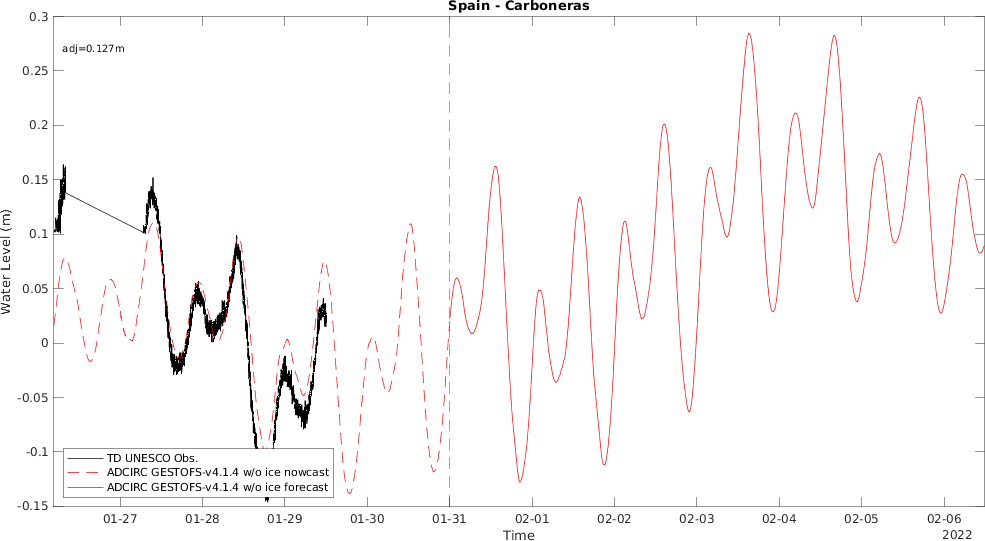 Spain - Carboneras
adj=0.127m
0.3
0.25
0.2
0.15
0.1
0.05
0
-0.05
-0.1
-0.15
Water Level (m)
TD UNESCO Obs.
ADCIRC GESTOFS-v4.1.4 w/o ice nowcast
ADCIRC GESTOFS-v4.1.4 w/o ice forecast
01-27 01-28 01-29 01-30 01-31 02-01 02-02 02-03 02-04 02-05 02-06
Time
2022